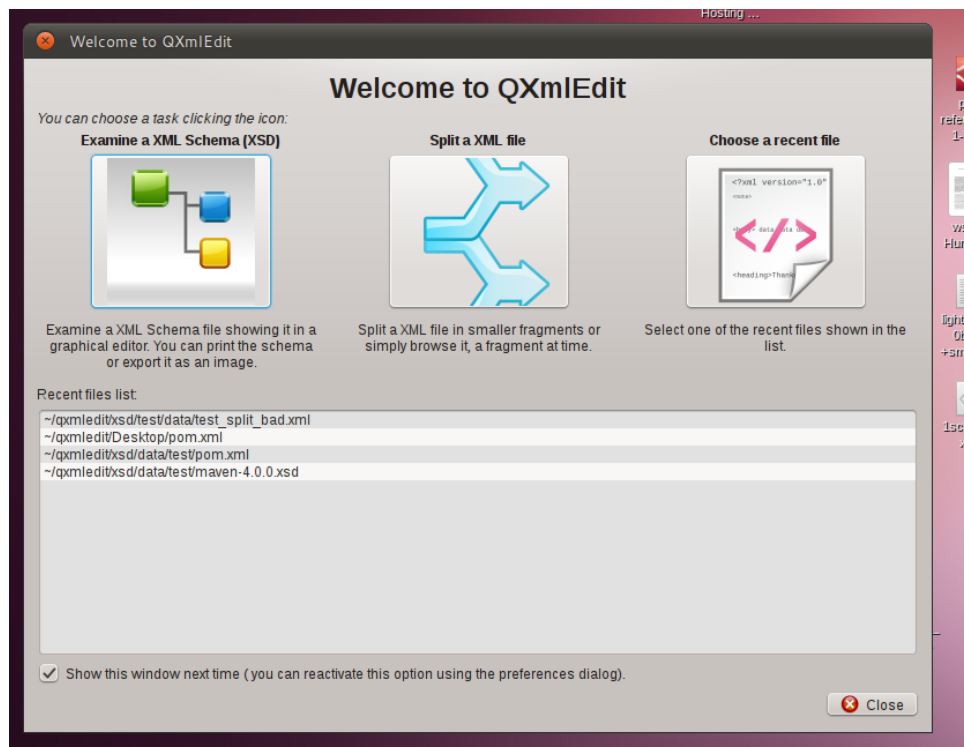 Hosting ...
Welcome to QXmlEdit
Welcome to QXmlEdit
You can choose a task clicking the icon:
Examine a XML Schema (XSD)
Split a XML file
Choose a recent file
<?xml version="1.0"
<note>
data
</>
<heading>Thank
Examine a XML Schema file showing it in a
graphical editor. You can print the schema
or export it as an image.
Split a XML file in smaller fragments or
simply browse it, a fragment at time.
Select one of the recent files shown in the
list.
Recent files list:
~/qxmledit/xsd/test/data/test_split_bad.xml
~/qxmledit/Desktop/pom.xml
~/qxmledit/xsd/data/test/pom.xml
~/qxmledit/xsd/data/test/maven-4.0.0.xsd
Show this window next time (you can reactivate this option using the preferences dialog).
Close